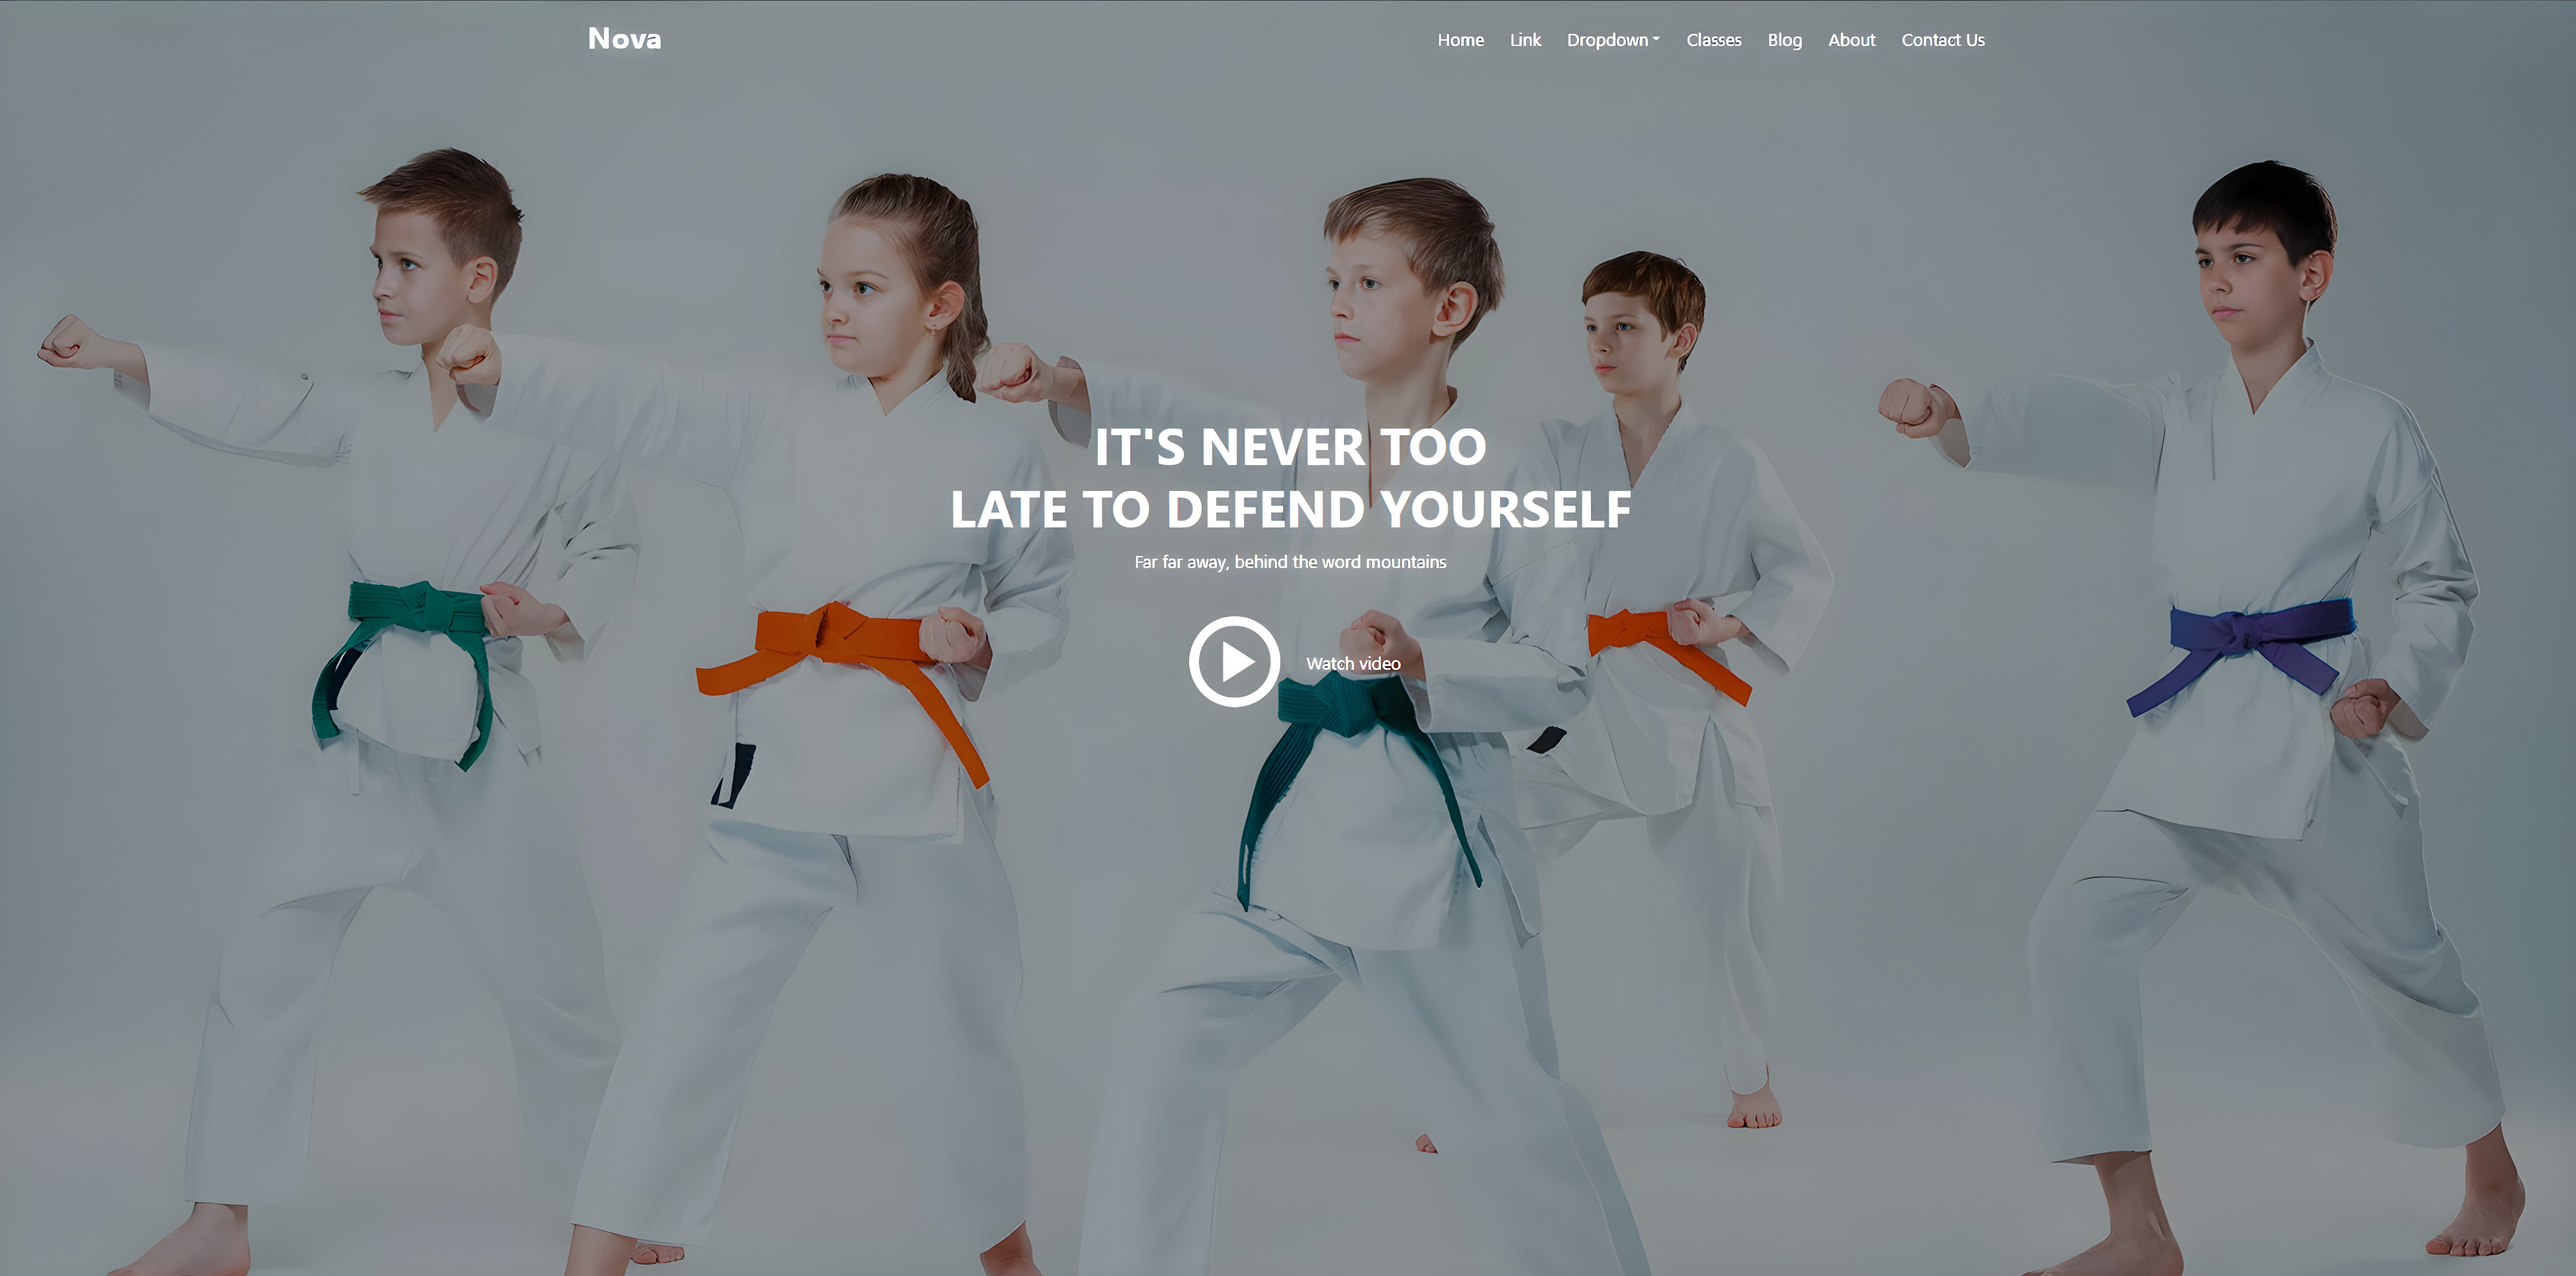 Nova
Home Link Dropdown Classes Blog About Contact Us
IT'S NEVER TOO
LATE TO DEFEND YOURSELF
Far far away, behind the word mountains
Watch video